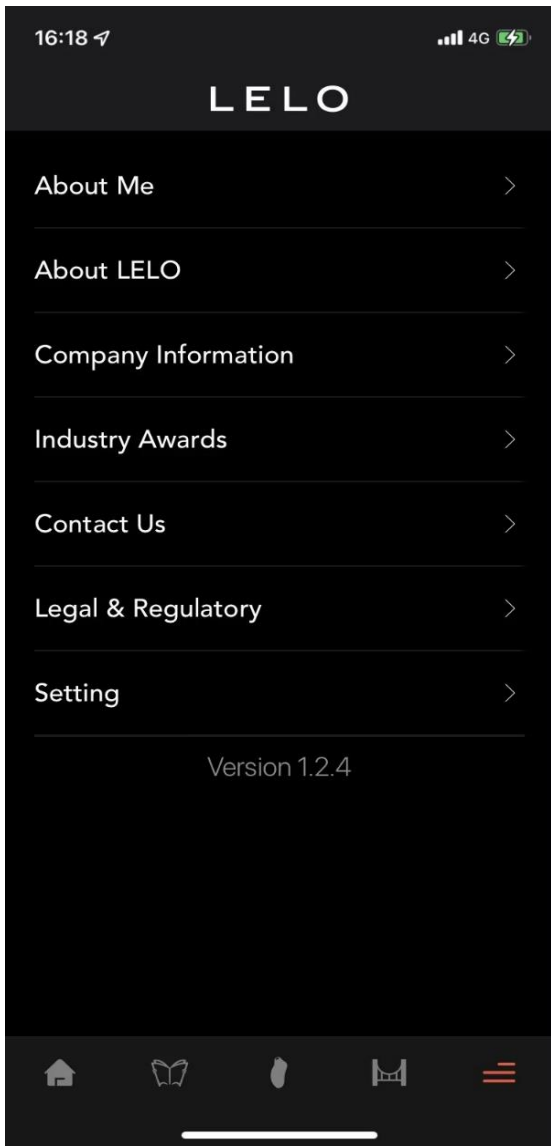 16:18
4G
LELO
About Me
About LELO
Company Information
Industry Awards
Contact Us
Legal & Regulatory
Setting
Version 1.2.4